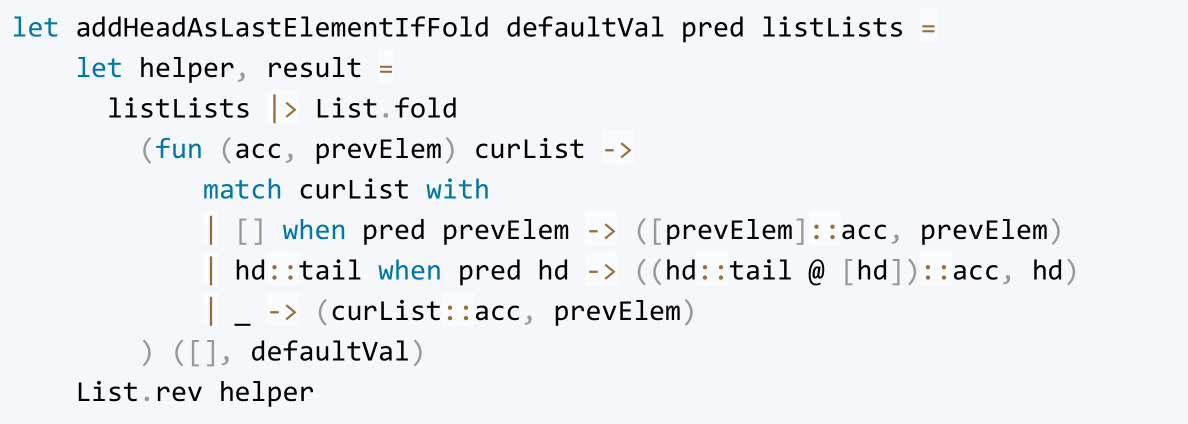 let addHeadAsLastElementIfFold defaultVal pred listLists =
    let helper, result =
      listLists |> List.fold
        (fun (acc, prevElem) curList ->
            match curList with
            | [] when pred prevElem -> ([prevElem]::acc, prevElem)
            | hd::tail when pred hd -> ((hd::tail @ [hd])::acc, hd)
            | _ -> (curList::acc, prevElem)
        ) ([], defaultVal)
    List.rev helper